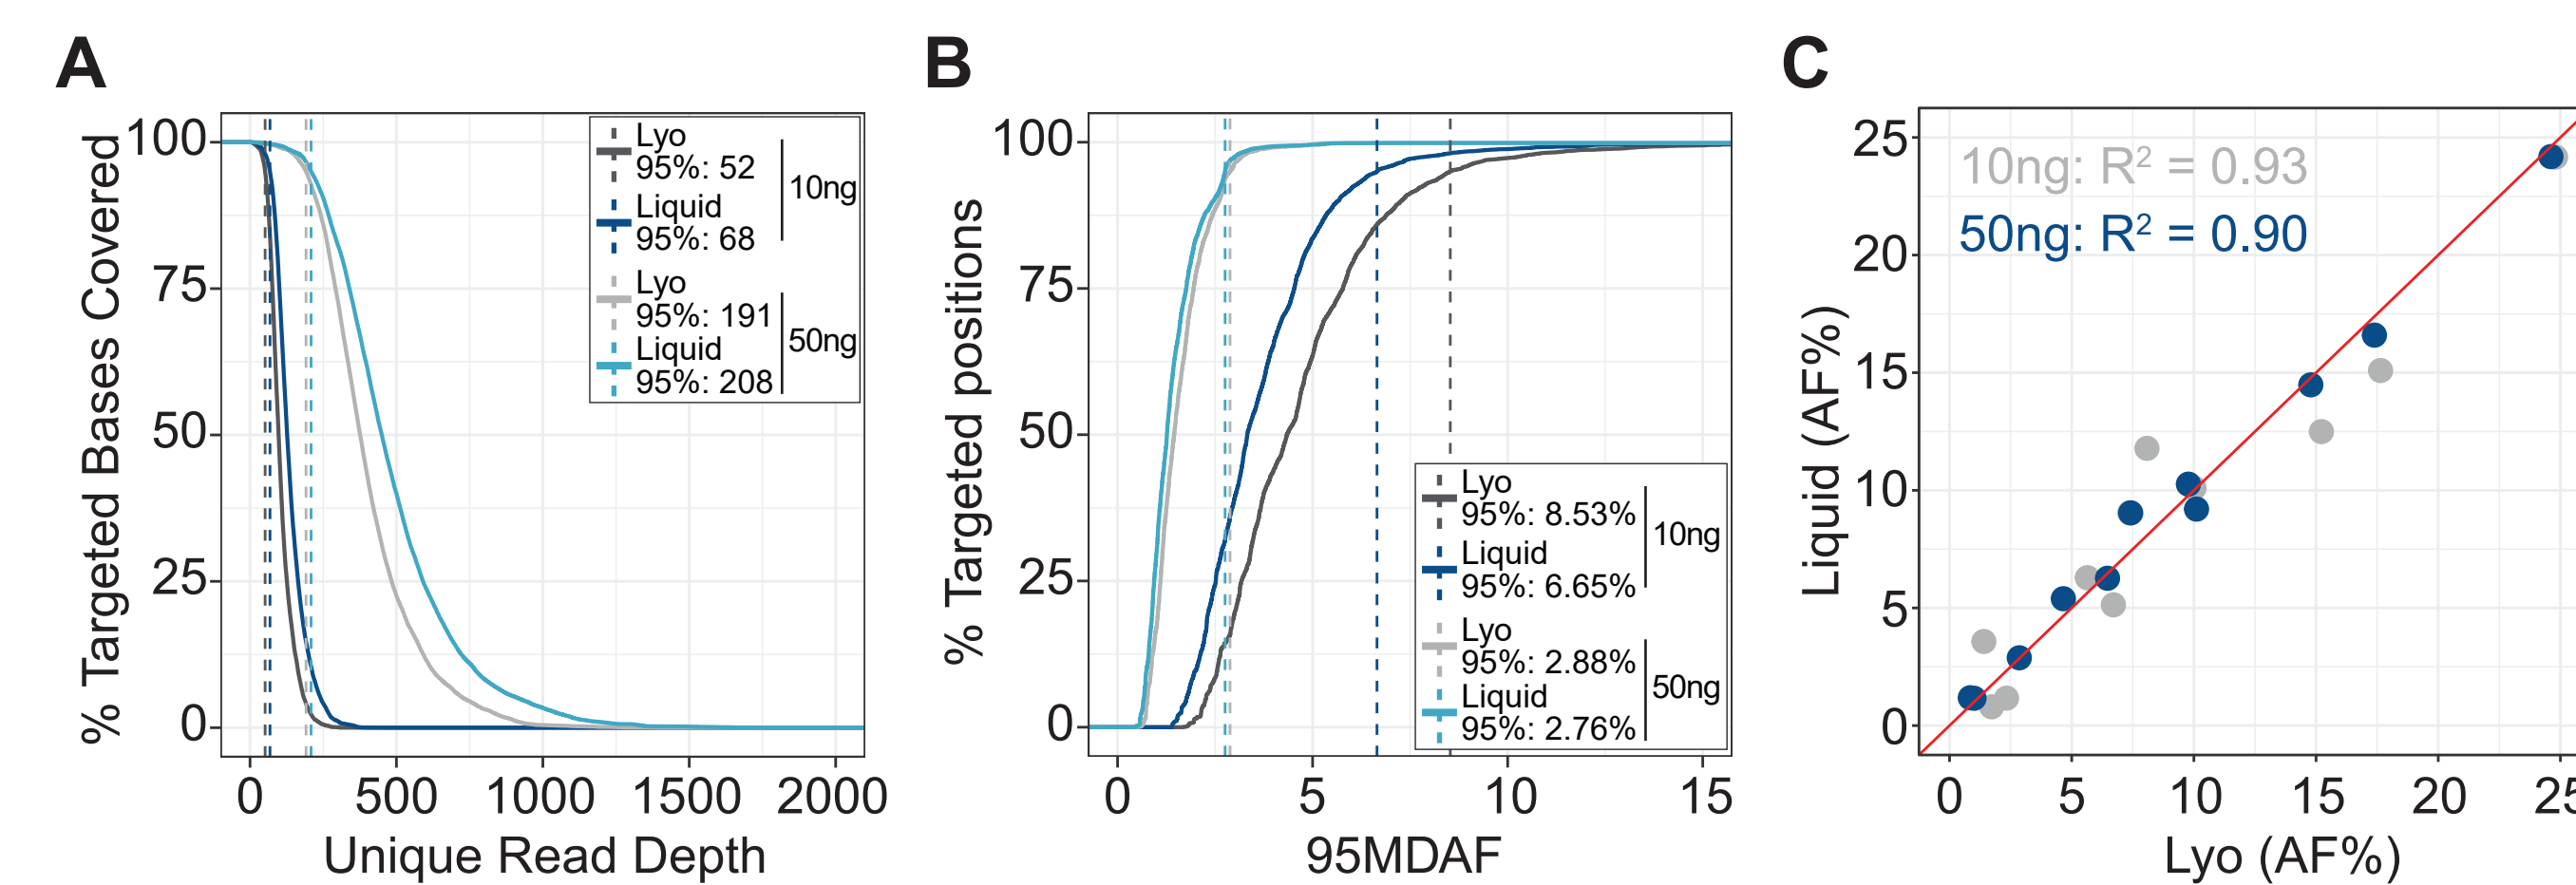 A
% Targeted Bases Covered
100
75
50
25
0
0 500 1000 1500 2000
Unique Read Depth
Lyo
95%: 52
Liquid
95%: 68
10ng
Lyo
95%: 191
Liquid
95%: 208
50ng
B
% Targeted positions
100
75
50
25
0
0 5 10 15
95MDAF
Lyo
95%: 8.53%
Liquid
95%: 6.65%
10ng
Lyo
95%: 2.88%
Liquid
95%: 2.76%
50ng
C
Liquid (AF%)
25
20
15
10
5
0
0 5 10 15 20 25
Lyo (AF%)
10ng: R² = 0.93
50ng: R² = 0.90